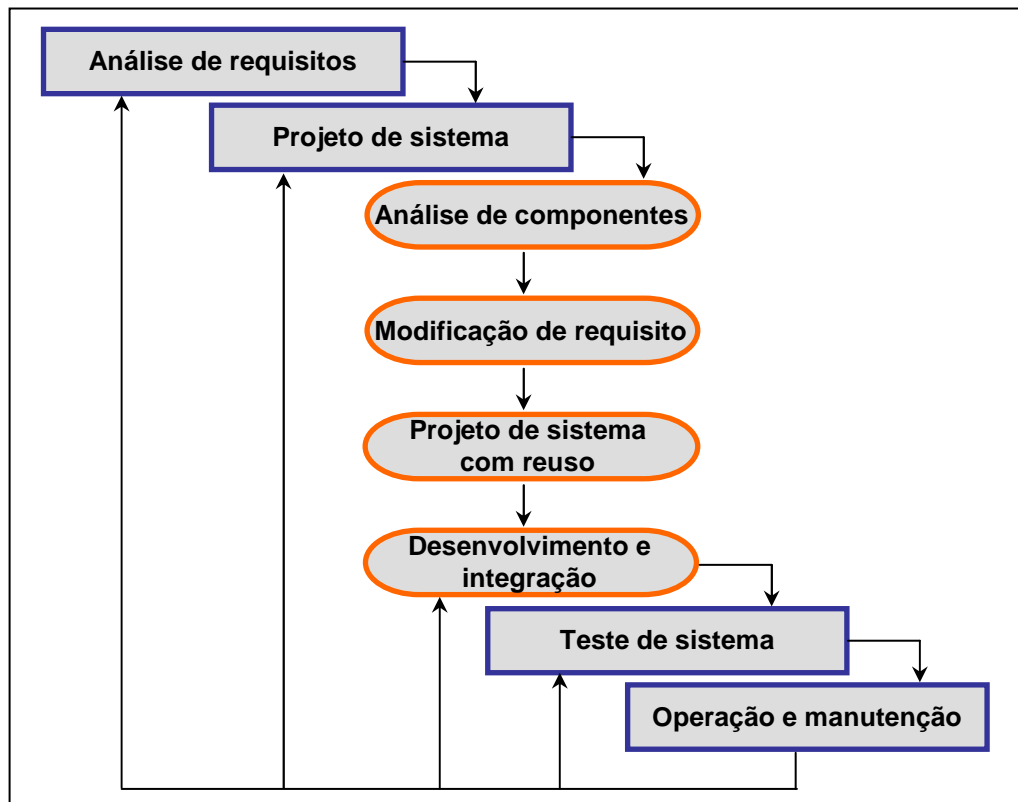 Análise de requisitos
Projeto de sistema
Análise de componentes
Modificação de requisito
Projeto de sistema
com reuso
Desenvolvimento e
integração
Teste de sistema
Operação e manutenção